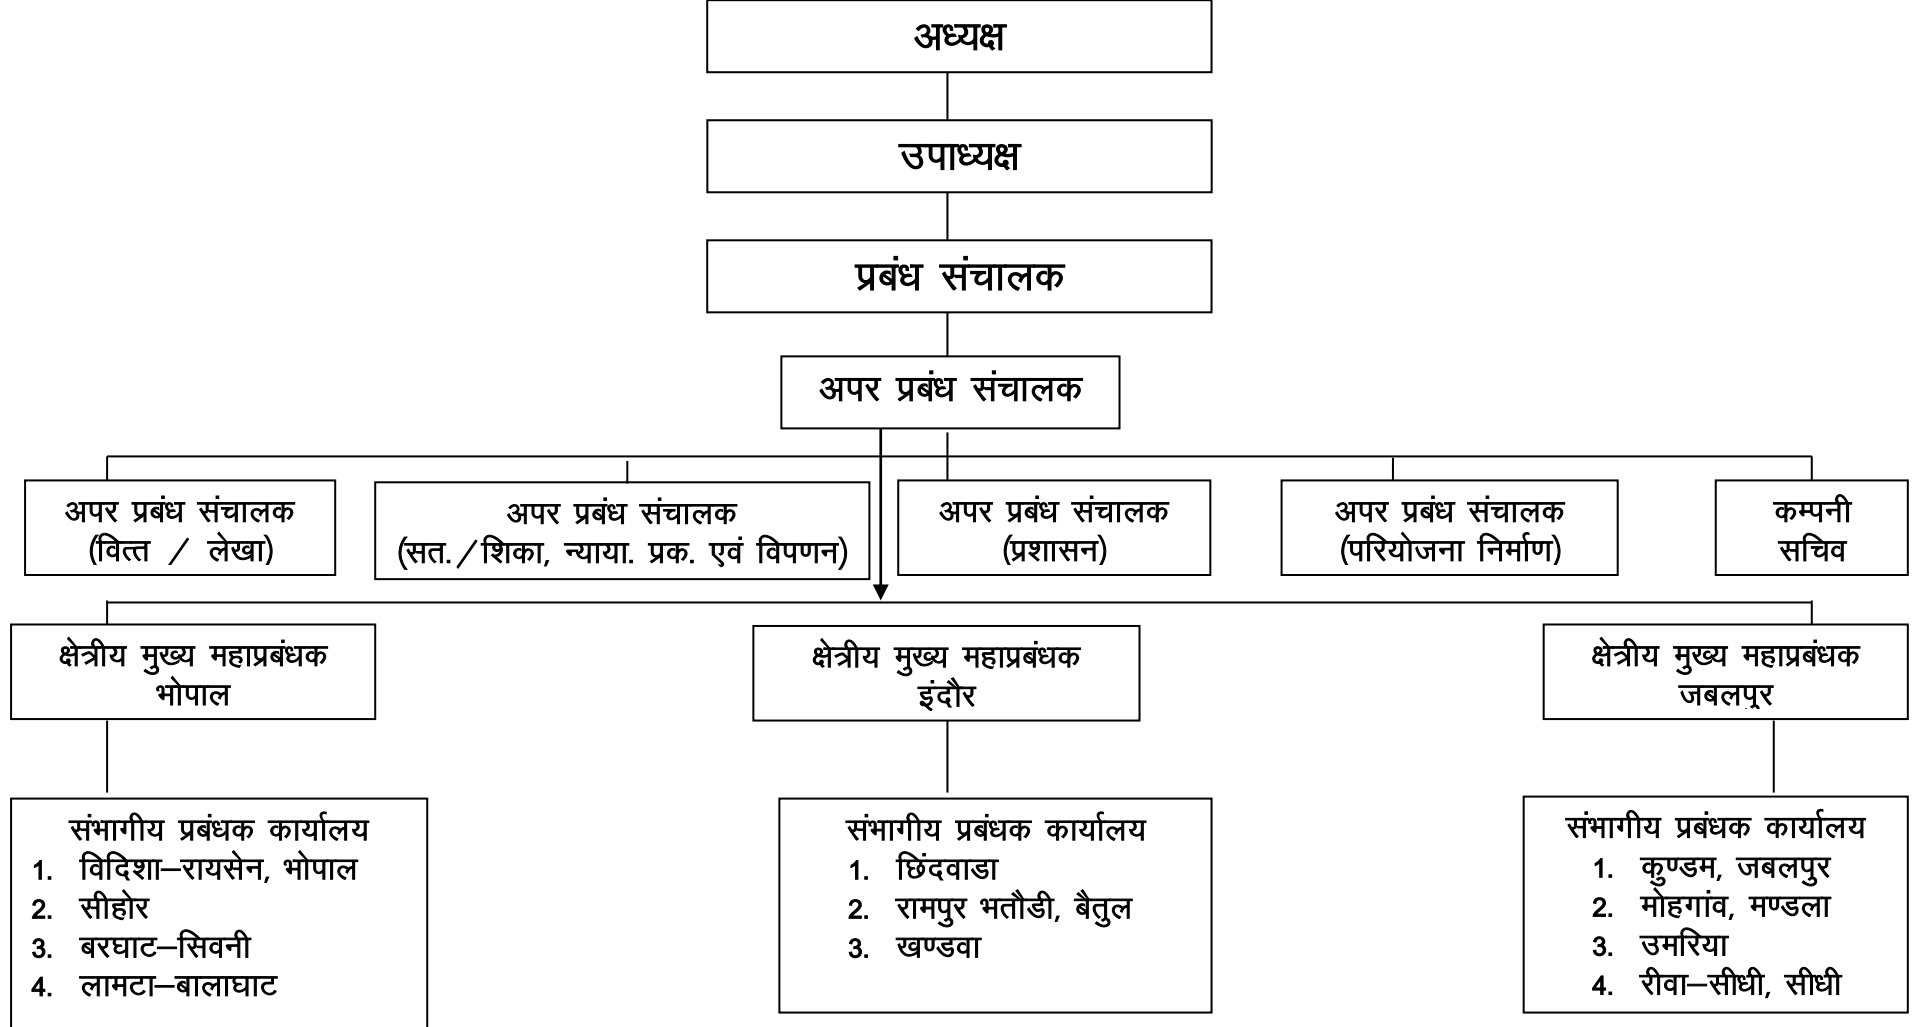 अध्यक्ष
उपाध्यक्ष
प्रबंध संचालक
अपर प्रबंध संचालक
अपर प्रबंध संचालक
(वित्त / लेखा)
अपर प्रबंध संचालक
(सत./शिका, न्याया. प्रक. एवं विपणन)
अपर प्रबंध संचालक
(प्रशासन)
अपर प्रबंध संचालक
(परियोजना निर्माण)
कम्पनी
सचिव
क्षेत्रीय मुख्य महाप्रबंधक
भोपाल
क्षेत्रीय मुख्य महाप्रबंधक
इंदौर
क्षेत्रीय मुख्य महाप्रबंधक
जबलपुर
संभागीय प्रबंधक कार्यालय
1. विदिशा–रायसेन, भोपाल
2. सीहोर
3. बरघाट–सिवनी
4. लामटा–बालाघाट
संभागीय प्रबंधक कार्यालय
1. छिंदवाडा
2. रामपुर भतौडी, बैतुल
3. खण्डवा
संभागीय प्रबंधक कार्यालय
1. कुण्डम, जबलपुर
2. मोहगांव, मण्डला
3. उमरिया
4. रीवा–सीधी, सीधी